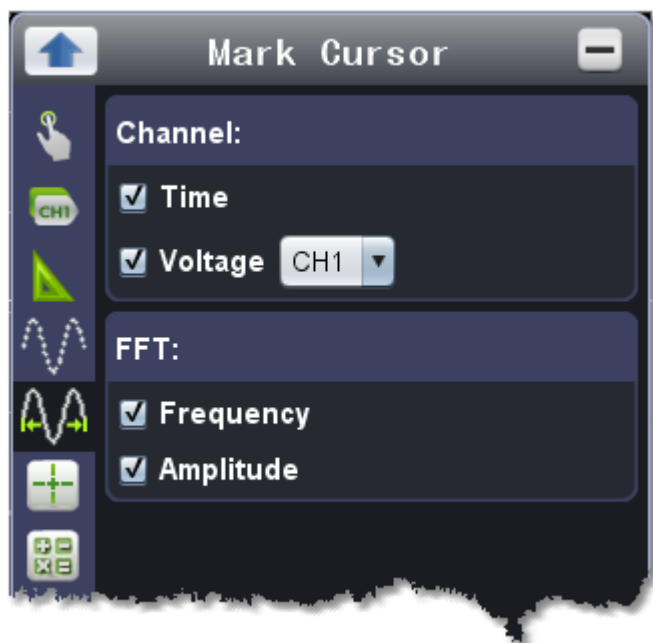 Mark Cursor
Channel:
CH1
Time
Voltage CH1
FFT:
Frequency
Amplitude